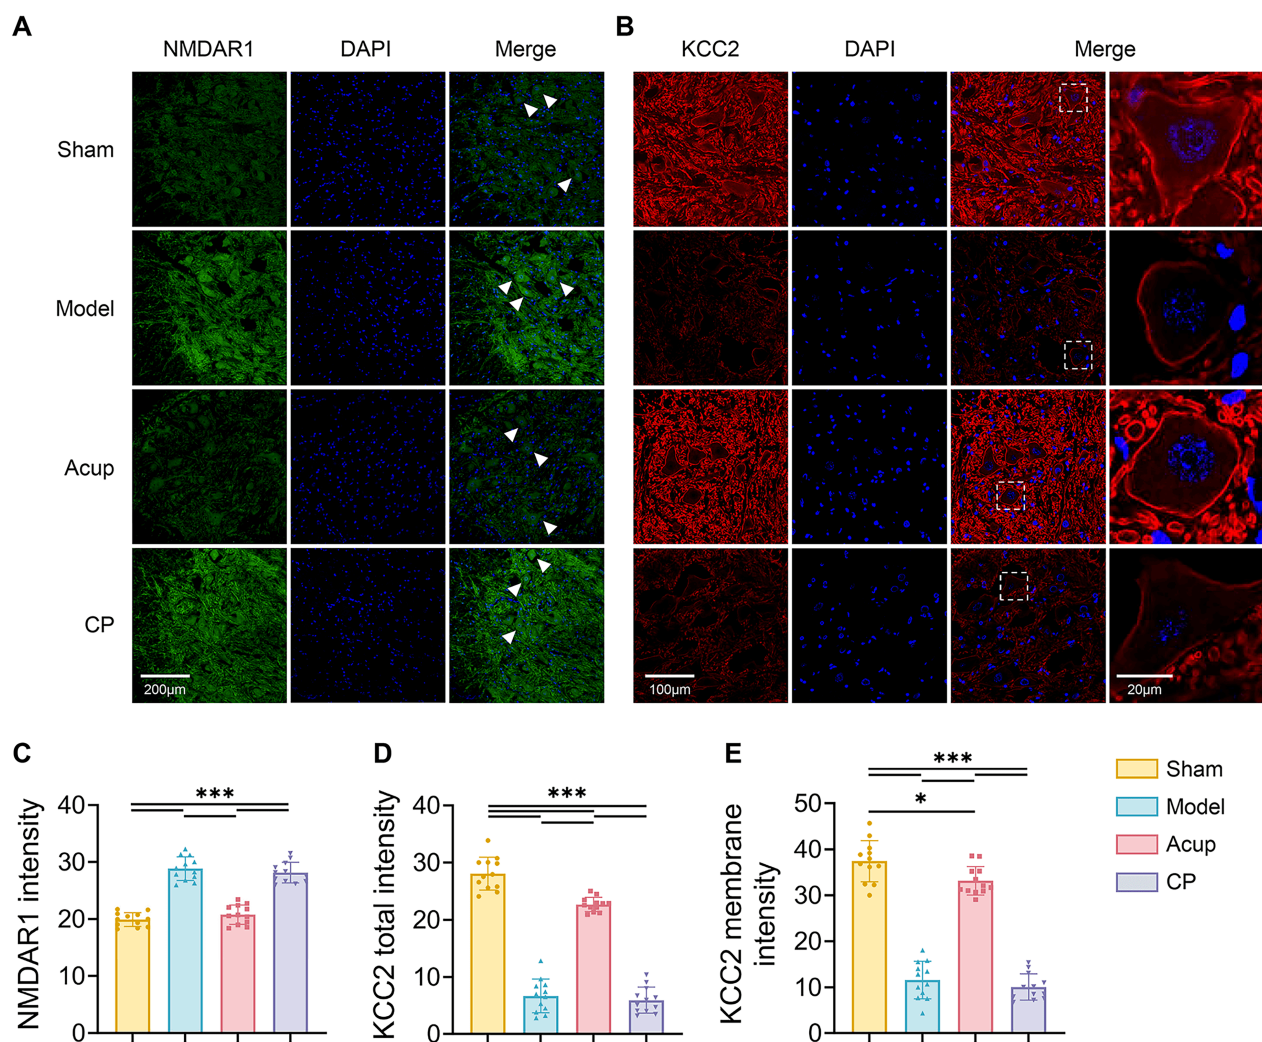 A
NMDAR1 DAPI Merge
Sham
Model
Acup
CP
200μm
B
KCC2 DAPI Merge
100μm
20μm
C
NMDAR1 intensity
40
30
20
10
0
***
D
KCC2 total intensity
40
30
20
10
0
***
E
KCC2 membrane
intensity
50
40
30
20
10
0
***
*
Sham
Model
Acup
CP